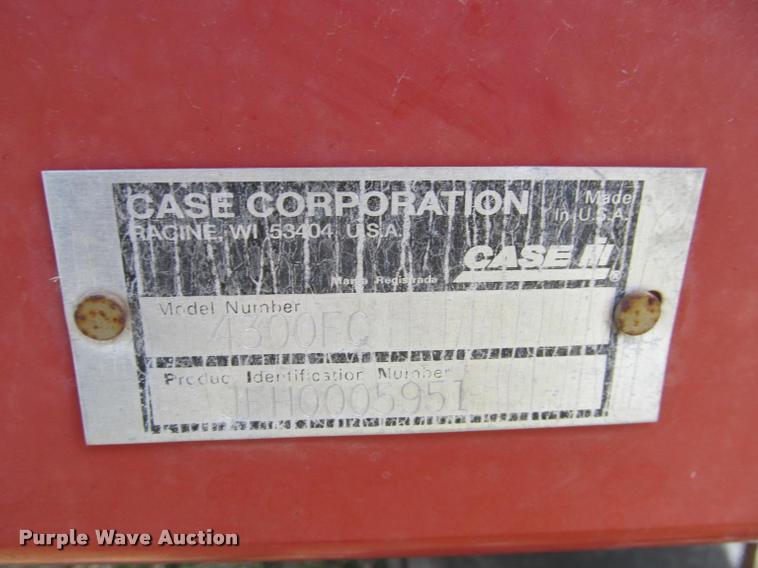 CASE CORPORATION
Made
in U.S.A.
RACINE, WI 53404 U.S.A.
CASE IH ®
Marca Registrada
Model Number
4300FC
Product Identification Number
JFH0005951
Purple Wave Auction